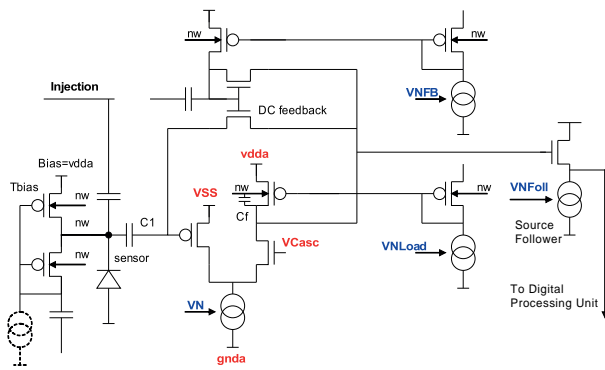 nw
nw
Injection
VNFB
DC feedback
Bias=vdda
vdda
Tbias
VSS
nw
nw
nw
VNFoll
nw
C1
Cf
Source
Follower
nw
sensor
VCasc
VNLoad
VN
To Digital
Processing Unit
gnda